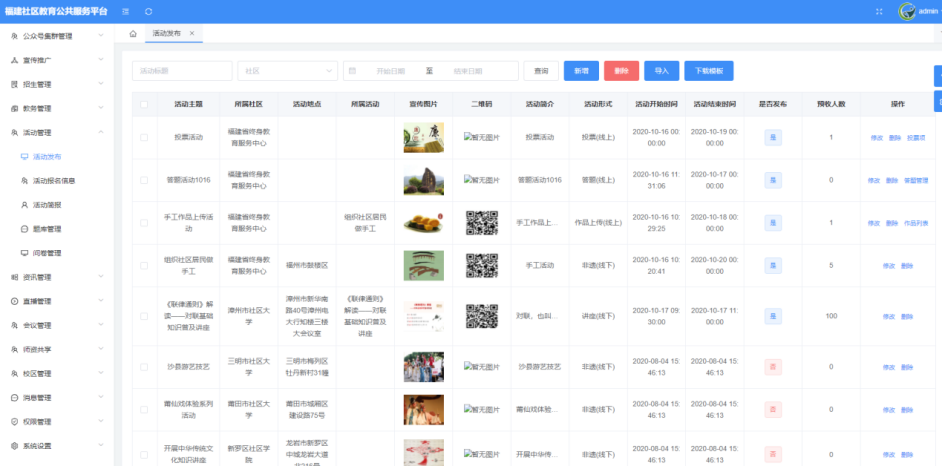 福建社区教育公共服务平台
admin
公众号集群管理
宣传推广
招生管理
教务管理
活动管理
活动发布
活动报名信息
活动简报
题库管理
问卷管理
资讯管理
直播管理
会议管理
师资共学
校区管理
消息管理
权限管理
系统设置
活动发布 ×
活动标题 社区 开始日期 至 结束日期 查询 新增 删除 导入 下载模板
活动主题 所属社区 活动地点 所属活动 宣传图片 二维码 活动简介 活动形式 活动开始时间 活动结束时间 是否发布 预收人数 操作
投票活动 福建省终身教育服务中心 暂无图片 投票活动 投票(线上) 2020-10-16 00:00:00 2020-10-19 00:00:00 是 1 修改 删除 投票项
答题活动1016 福建省终身教育服务中心 暂无图片 答题活动1016 答题(线上) 2020-10-16 11:31:06 2020-10-17 00:00:00 是 0 修改 删除 答题管理
手工作品上传活动 福建省终身教育服务中心 组织社区居民做手工 手工作品上... 作品上传(线上) 2020-10-16 10:29:25 2020-10-18 00:00:00 是 1 修改 删除 作品列表
组织社区居民做手工 福建省终身教育服务中心 福州市鼓楼区 手工活动 非遗(线下) 2020-10-16 10:20:41 2020-10-20 00:00:00 是 5 修改 删除
《联律通则》解读——对联基础知识普及讲座 漳州市社区大学 漳州市新华南路40号漳州电大行知楼三楼大会议室 《联律通则》解读——对联基础知识普及讲座 对联，也叫... 讲座(线下) 2020-10-17 09:30:00 2020-10-17 11:00:00 是 100 修改 删除
沙县游艺技艺 三明市社区大学 三明市梅列区牡丹新村31幢 暂无图片 沙县游艺技艺 非遗(线下) 2020-08-04 15:46:13 2020-08-04 15:46:13 否 0 修改 删除
莆仙戏体验系列活动 莆田市社区大学 莆田市城厢区建设路75号 暂无图片 莆仙戏体验... 非遗(线下) 2020-08-04 15:46:13 2020-08-04 15:46:13 否 0 修改 删除
开展中华传统文化知识讲座 新罗区社区学院 龙岩市新罗区中城龙岩大道 暂无图片 开展中华传... 非遗(线下) 2020-08-04 15:46:13 2020-08-04 15:46:13 否 0 修改 删除